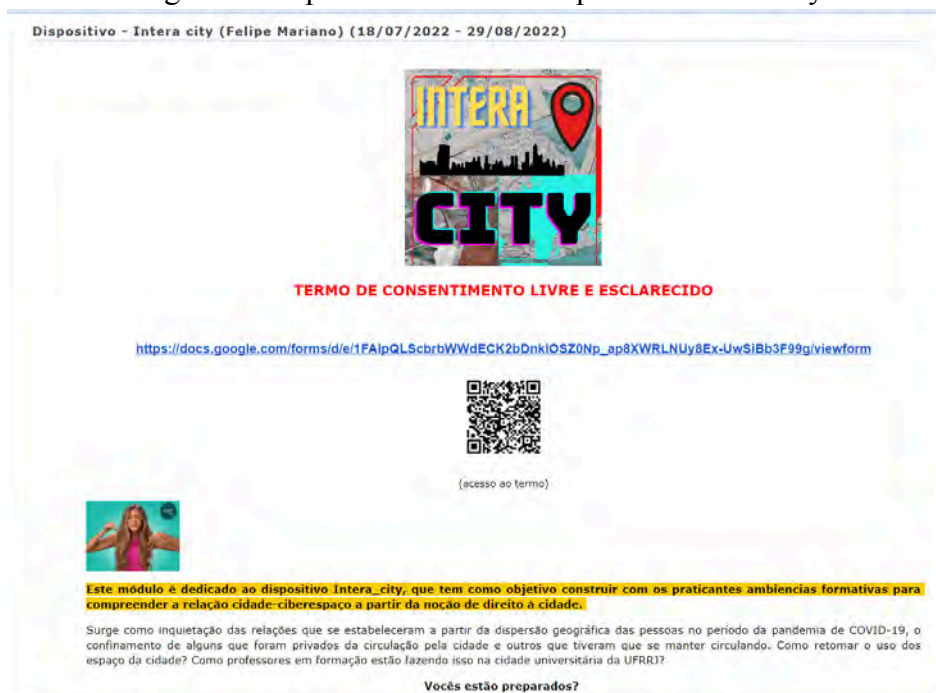 Dispositivo - Intera city (Felipe Mariano) (18/07/2022 - 29/08/2022)
INTERA
CITY
TERMO DE CONSENTIMENTO LIVRE E ESCLARECIDO
https://docs.google.com/forms/d/e/1FAIpQLScbrbWWdECK2bDnkIOSZ0Np_ap8XWRLNUy8Ex-UwSiBb3F99g/viewform
(acesso ao termo)
Este módulo é dedicado ao dispositivo Intera_city, que tem como objetivo construir com os praticantes ambiencias formativas para
compreender a relação cidade-ciberespaço a partir da noção de direito à cidade.
Surge como inquietação das relações que se estabeleceram a partir da dispersão geográfica das pessoas no período da pandemia de COVID-19, o
confinamento de alguns que foram privados da circulação pela cidade e outros que tiveram que se manter circulando. Como retomar o uso dos
espaço da cidade? Como professores em formação estão fazendo isso na cidade universitária da UFRRJ?
Vocês estão preparados?